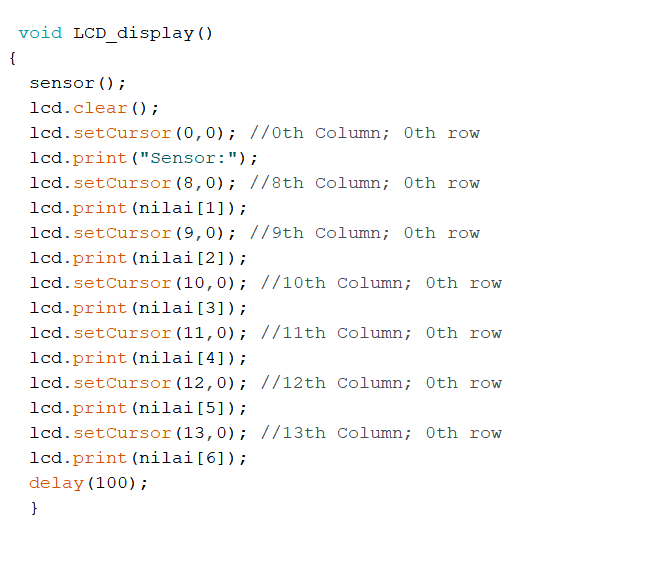 void LCD_display()
{
sensor();
lcd.clear();
lcd.setCursor(0,0); //0th Column; 0th row
lcd.print("Sensor:");
lcd.setCursor(8,0); //8th Column; 0th row
lcd.print(nilai[1]);
lcd.setCursor(9,0); //9th Column; 0th row
lcd.print(nilai[2]);
lcd.setCursor(10,0); //10th Column; 0th row
lcd.print(nilai[3]);
lcd.setCursor(11,0); //11th Column; 0th row
lcd.print(nilai[4]);
lcd.setCursor(12,0); //12th Column; 0th row
lcd.print(nilai[5]);
lcd.setCursor(13,0); //13th Column; 0th row
lcd.print(nilai[6]);
delay(100);
}